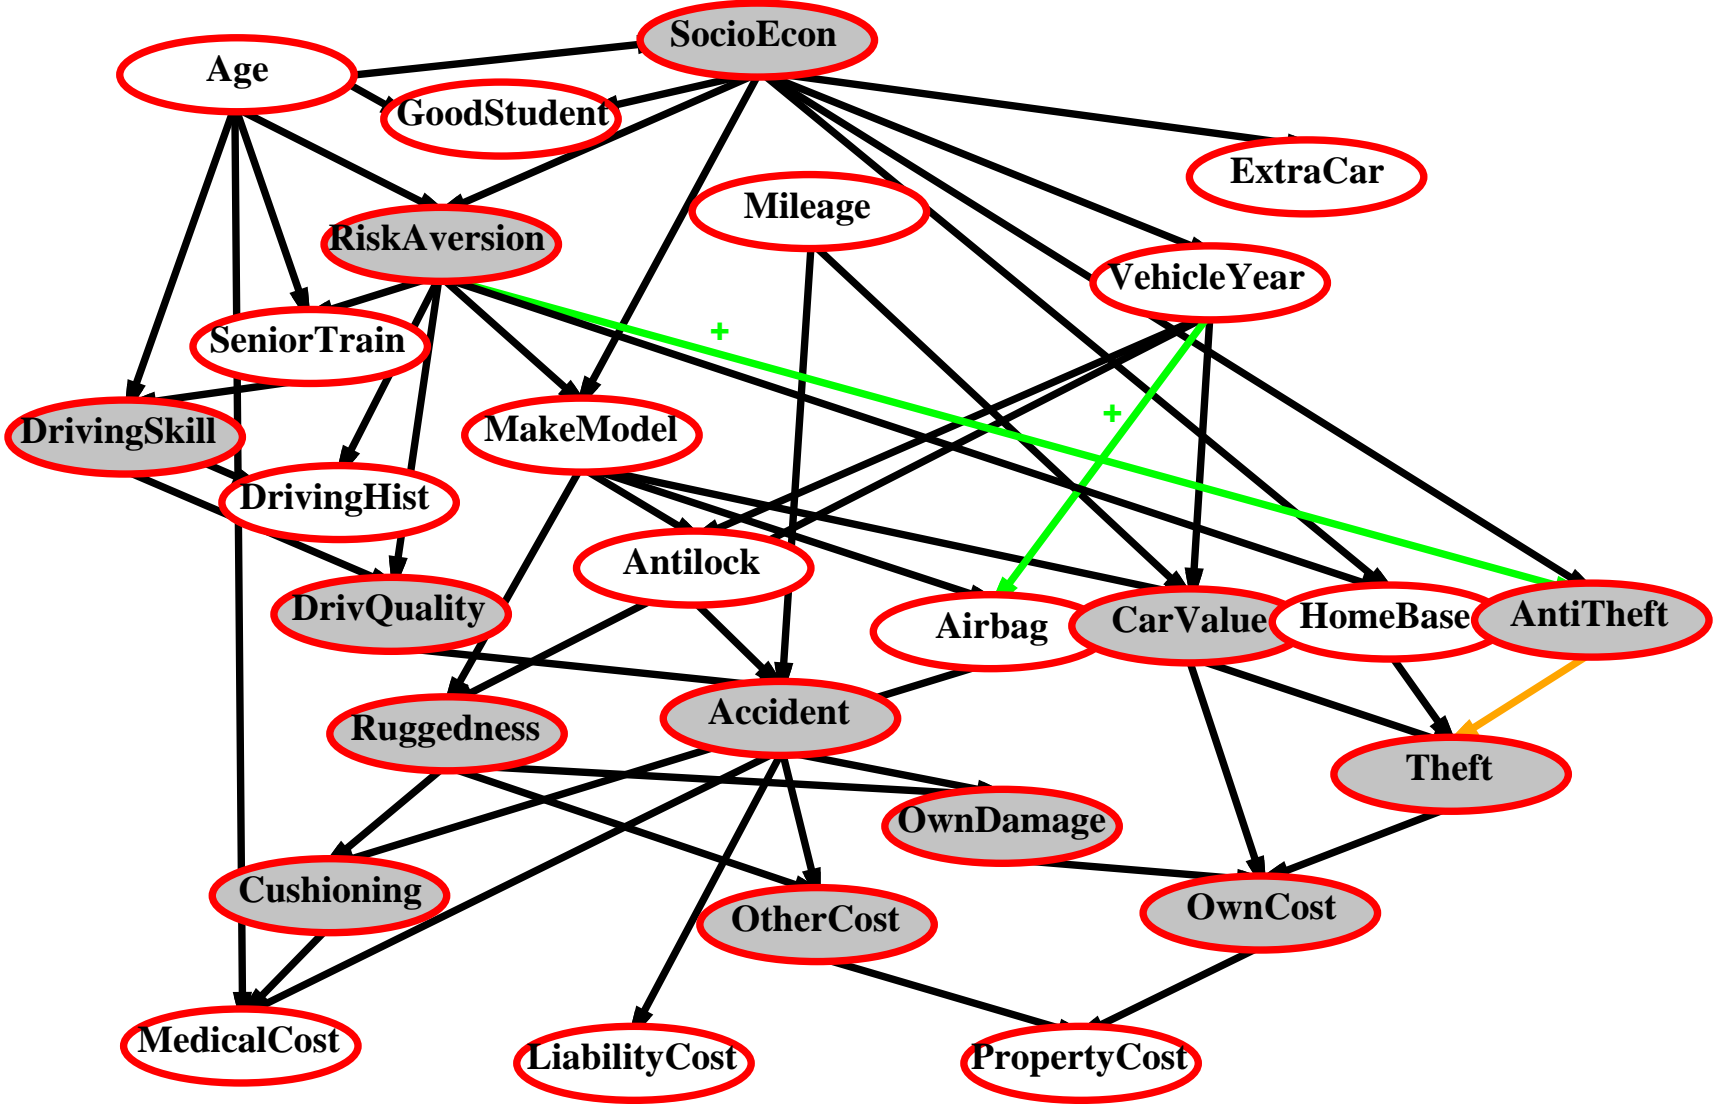 SocioEcon
Age
GoodStudent
ExtraCar
Mileage
RiskAversion
VehicleYear
+
SeniorTrain
+
DrivingSkill
MakeModel
DrivingHist
Antilock
DrivQuality
Airbag
CarValue
HomeBase
AntiTheft
Ruggedness
Accident
Theft
OwnDamage
Cushioning
OtherCost
OwnCost
MedicalCost
LiabilityCost
PropertyCost